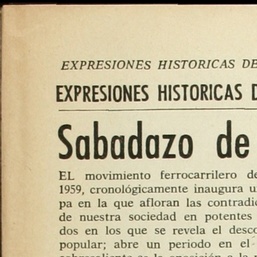 EXPRESIONES HISTORICAS DE
EXPRESIONES HISTORICAS
Sabadazo de
EL movimiento ferrocarrilero de
1959, cronológicamente inaugura
pa en la que afloran las contradic
de nuestra sociedad en potentes
dos en los que se revela el desc
popular; abre un periodo en el